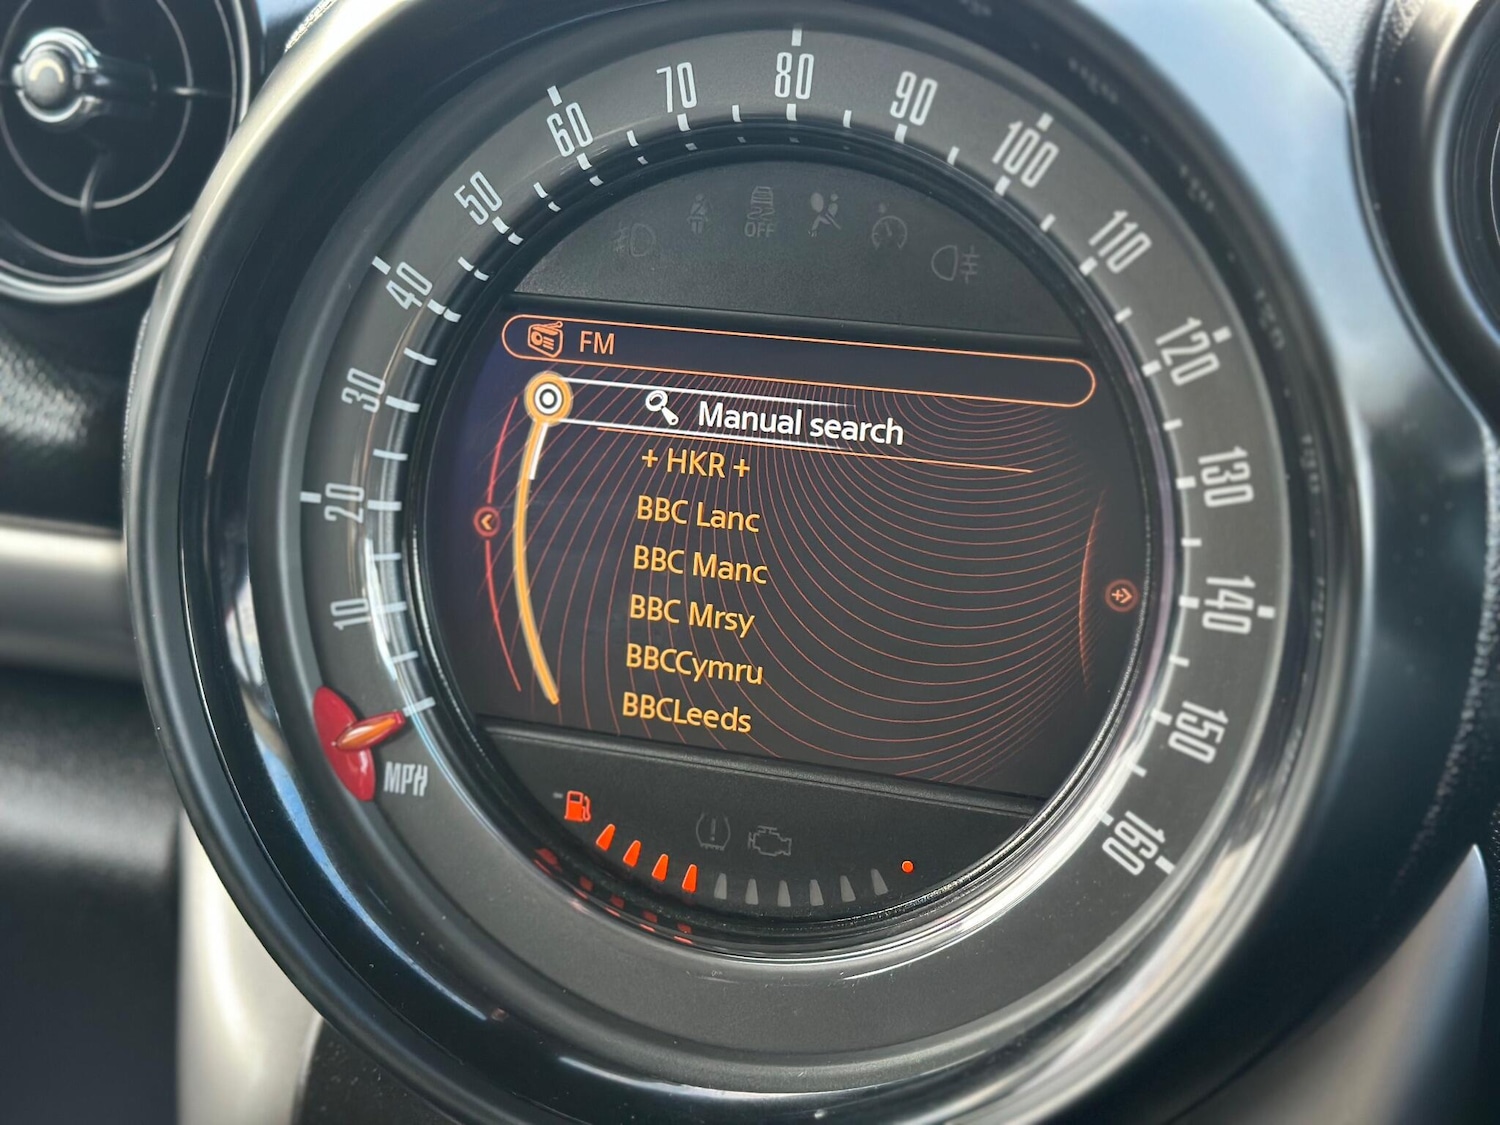 10
20
30
40
50
60
70
80
90
100
110
120
130
140
150
160
MPH
OFF
FM
Manual search
+ HKR +
BBC Lanc
BBC Manc
BBC Mrsy
BBCCymru
BBCLeeds